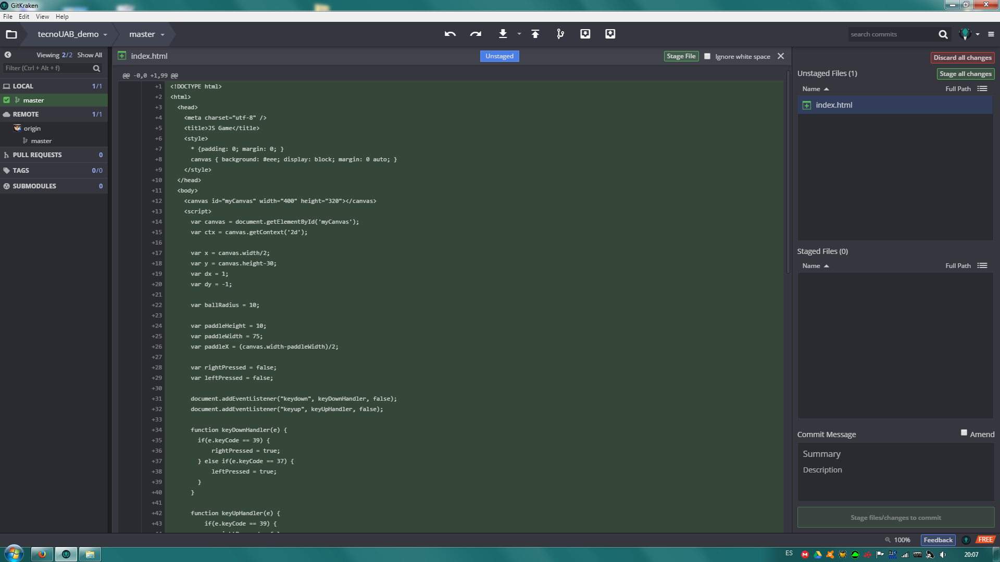 GitKraken
File Edit View Help
tecnoUAB_demo master search commits
Viewing 2/2 Show All
Filter (Ctrl + Alt + f)
LOCAL 1/1
master
REMOTE 1/1
origin
master
PULL REQUESTS 0
TAGS 0/0
SUBMODULES 0
index.html Unstaged Stage File Ignore white space
@@ -0,0 +1,99 @@
+1 <!DOCTYPE html>
+2 <html>
+3 <head>
+4 <meta charset="utf-8" />
+5 <title>JS Game</title>
+6 <style>
+7 * {padding: 0; margin: 0; }
+8 canvas { background: #eee; display: block; margin: 0 auto; }
+9 </style>
+10 </head>
+11 <body>
+12 <canvas id="myCanvas" width="400" height="320"></canvas>
+13 <script>
+14 var canvas = document.getElementById('myCanvas');
+15 var ctx = canvas.getContext('2d');
+16
+17 var x = canvas.width/2;
+18 var y = canvas.height-30;
+19 var dx = 1;
+20 var dy = -1;
+21
+22 var ballRadius = 10;
+23
+24 var paddleHeight = 10;
+25 var paddleWidth = 75;
+26 var paddleX = (canvas.width-paddleWidth)/2;
+27
+28 var rightPressed = false;
+29 var leftPressed = false;
+30
+31 document.addEventListener("keydown", keyDownHandler, false);
+32 document.addEventListener("keyup", keyUpHandler, false);
+33
+34 function keyDownHandler(e) {
+35 if(e.keyCode == 39) {
+36 rightPressed = true;
+37 } else if(e.keyCode == 37) {
+38 leftPressed = true;
+39 }
+40 }
+41
+42 function keyUpHandler(e) {
+43 if(e.keyCode == 39) {
Discard all changes
Unstaged Files (1) Stage all changes
Name Full Path
index.html
Staged Files (0)
Name Full Path
Commit Message Amend
Summary
Description
Stage files/changes to commit
100% Feedback FREE
ES 20:07